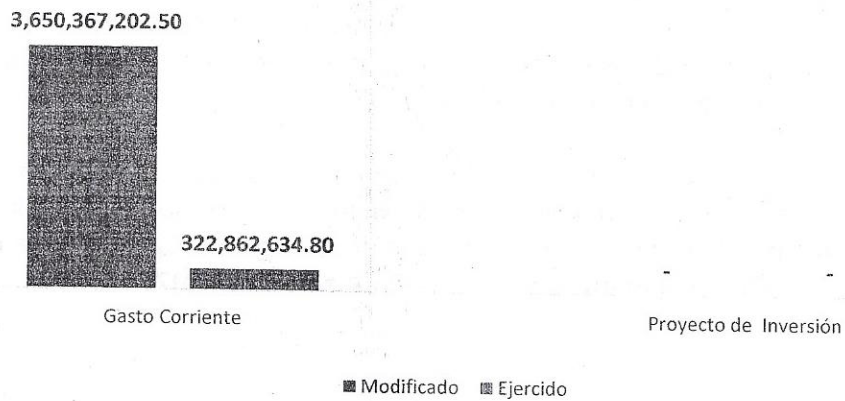 3,650,367,202.50
322,862,634.80
- -
Gasto Corriente
Proyecto de Inversión
Modificado Ejercido